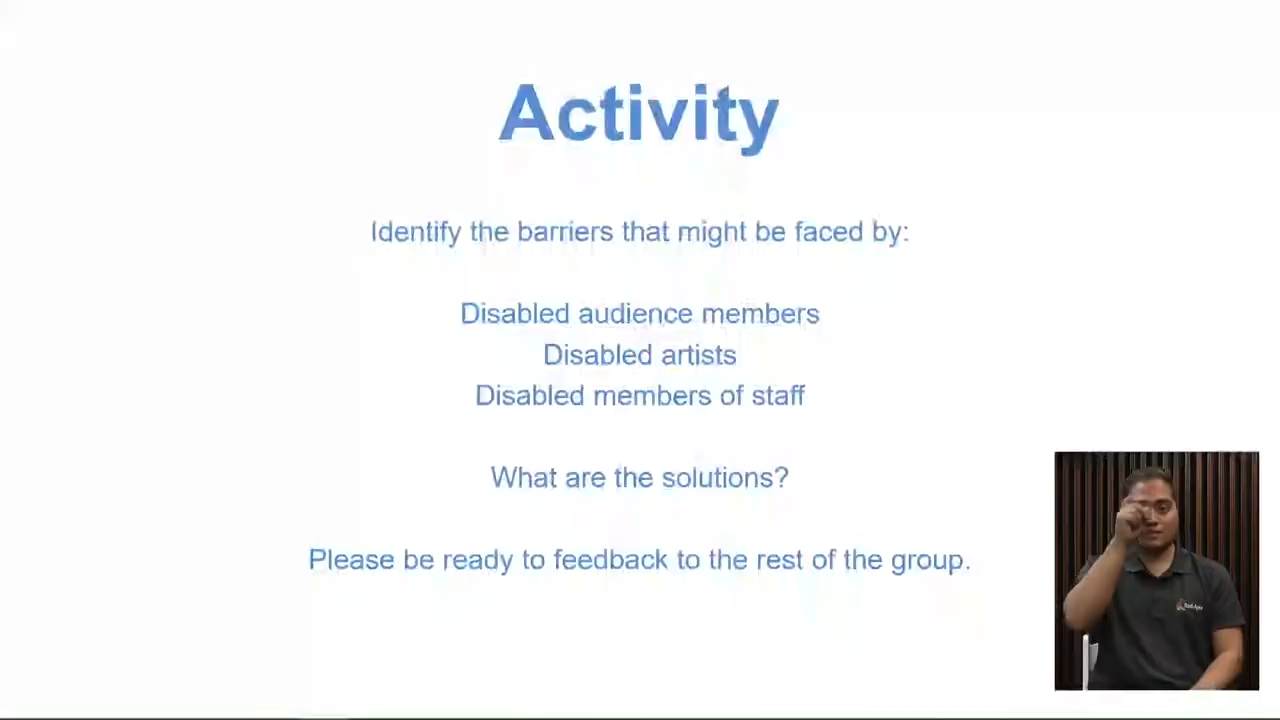 Activity
Identify the barriers that might be faced by:
Disabled audience members
Disabled artists
Disabled members of staff
What are the solutions?
Please be ready to feedback to the rest of the group.